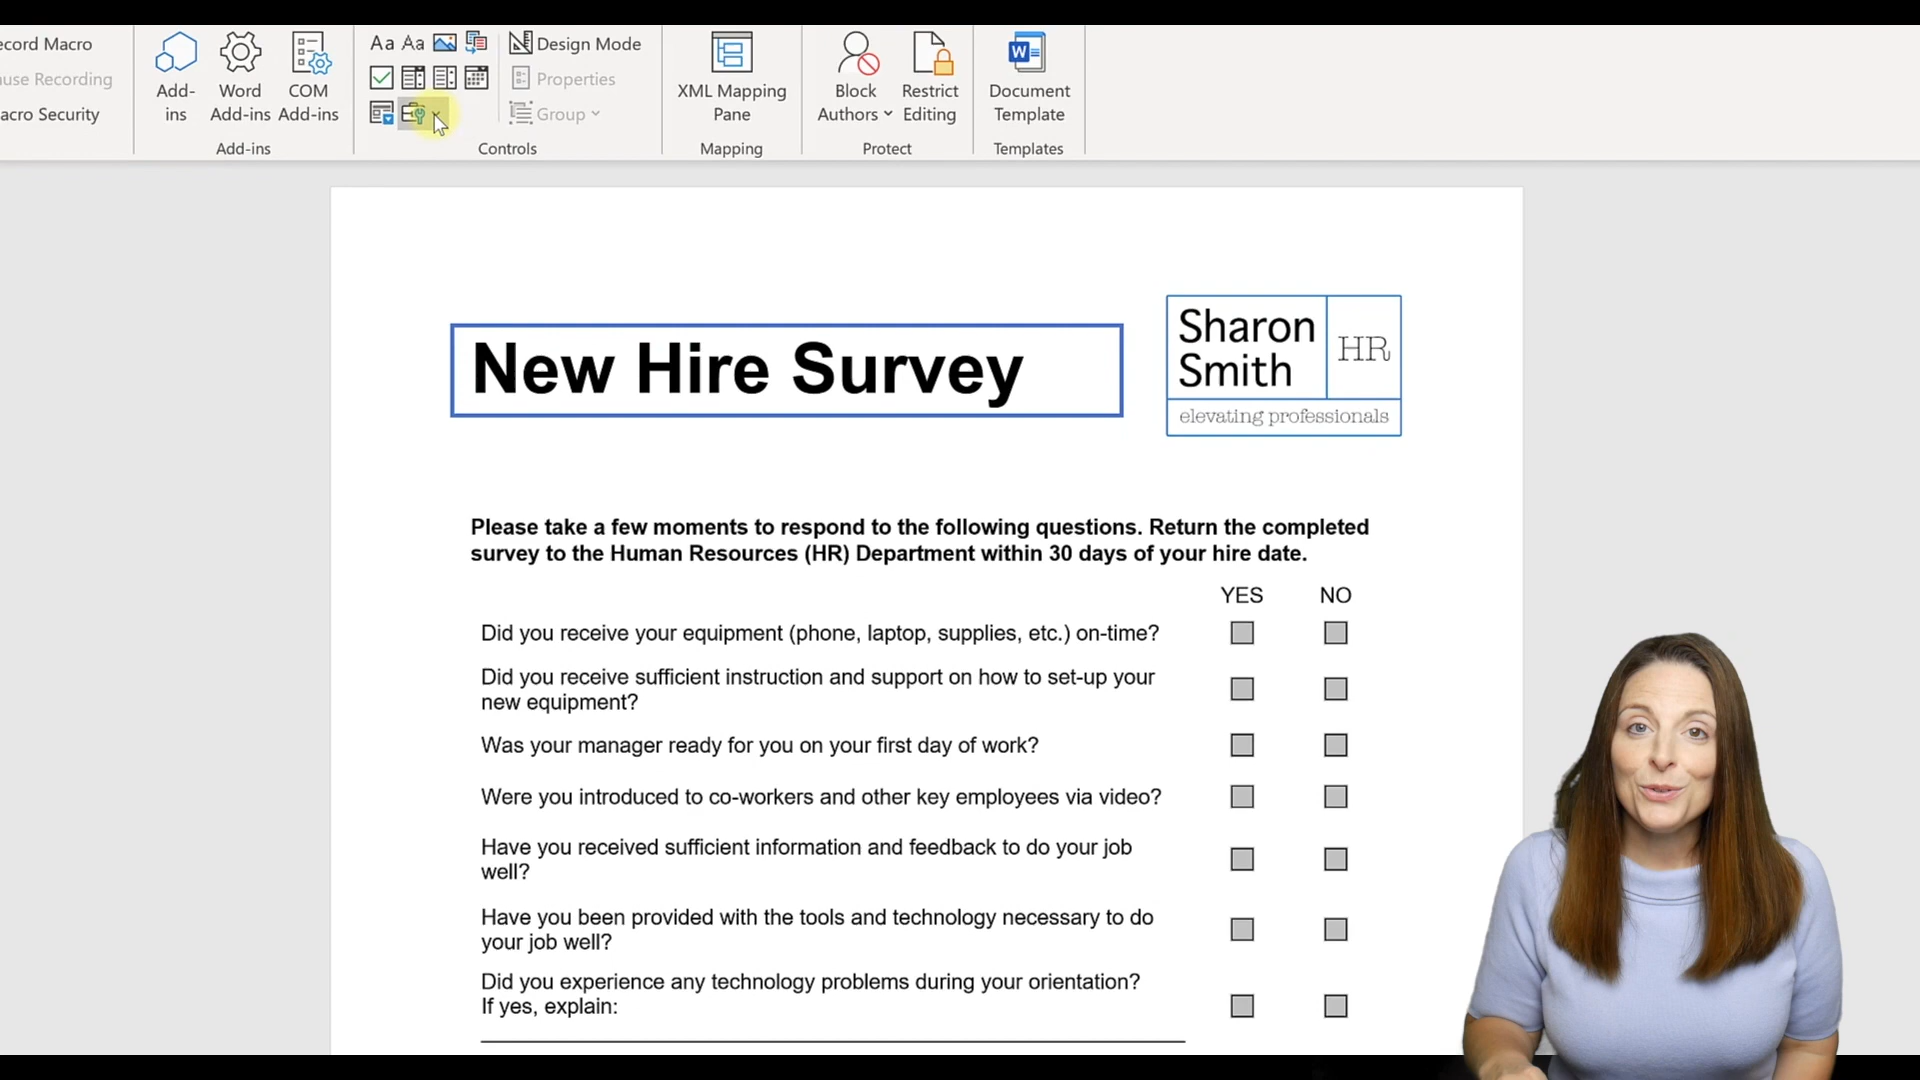 ecord Macro
use Recording
acro Security
Add-
ins
Word
Add-ins
COM
Add-ins
Add-ins
Aa Aa
Design Mode
Properties
Group
Controls
XML Mapping
Pane
Mapping
Block
Authors
Restrict
Editing
Protect
W
Document
Template
Templates
New Hire Survey
Sharon
Smith
HR
elevating professionals
Please take a few moments to respond to the following questions. Return the completed
survey to the Human Resources (HR) Department within 30 days of your hire date.
YES NO
Did you receive your equipment (phone, laptop, supplies, etc.) on-time?
Did you receive sufficient instruction and support on how to set-up your
new equipment?
Was your manager ready for you on your first day of work?
Were you introduced to co-workers and other key employees via video?
Have you received sufficient information and feedback to do your job
well?
Have you been provided with the tools and technology necessary to do
your job well?
Did you experience any technology problems during your orientation?
If yes, explain: